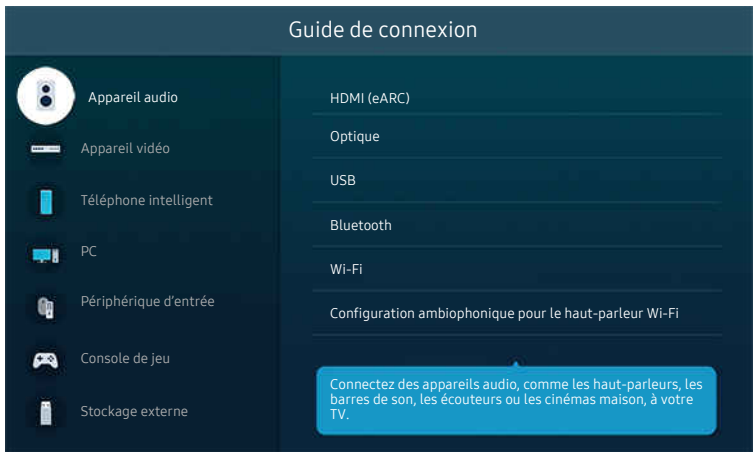 Guide de connexion
Appareil audio
Appareil vidéo
Téléphone intelligent
PC
Périphérique d'entrée
Console de jeu
Stockage externe
HDMI (eARC)
Optique
USB
Bluetooth
Wi-Fi
Configuration ambiophonique pour le haut-parleur Wi-Fi
Connectez des appareils audio, comme les haut-parleurs, les
barres de son, les écouteurs ou les cinémas maison, à votre
TV.